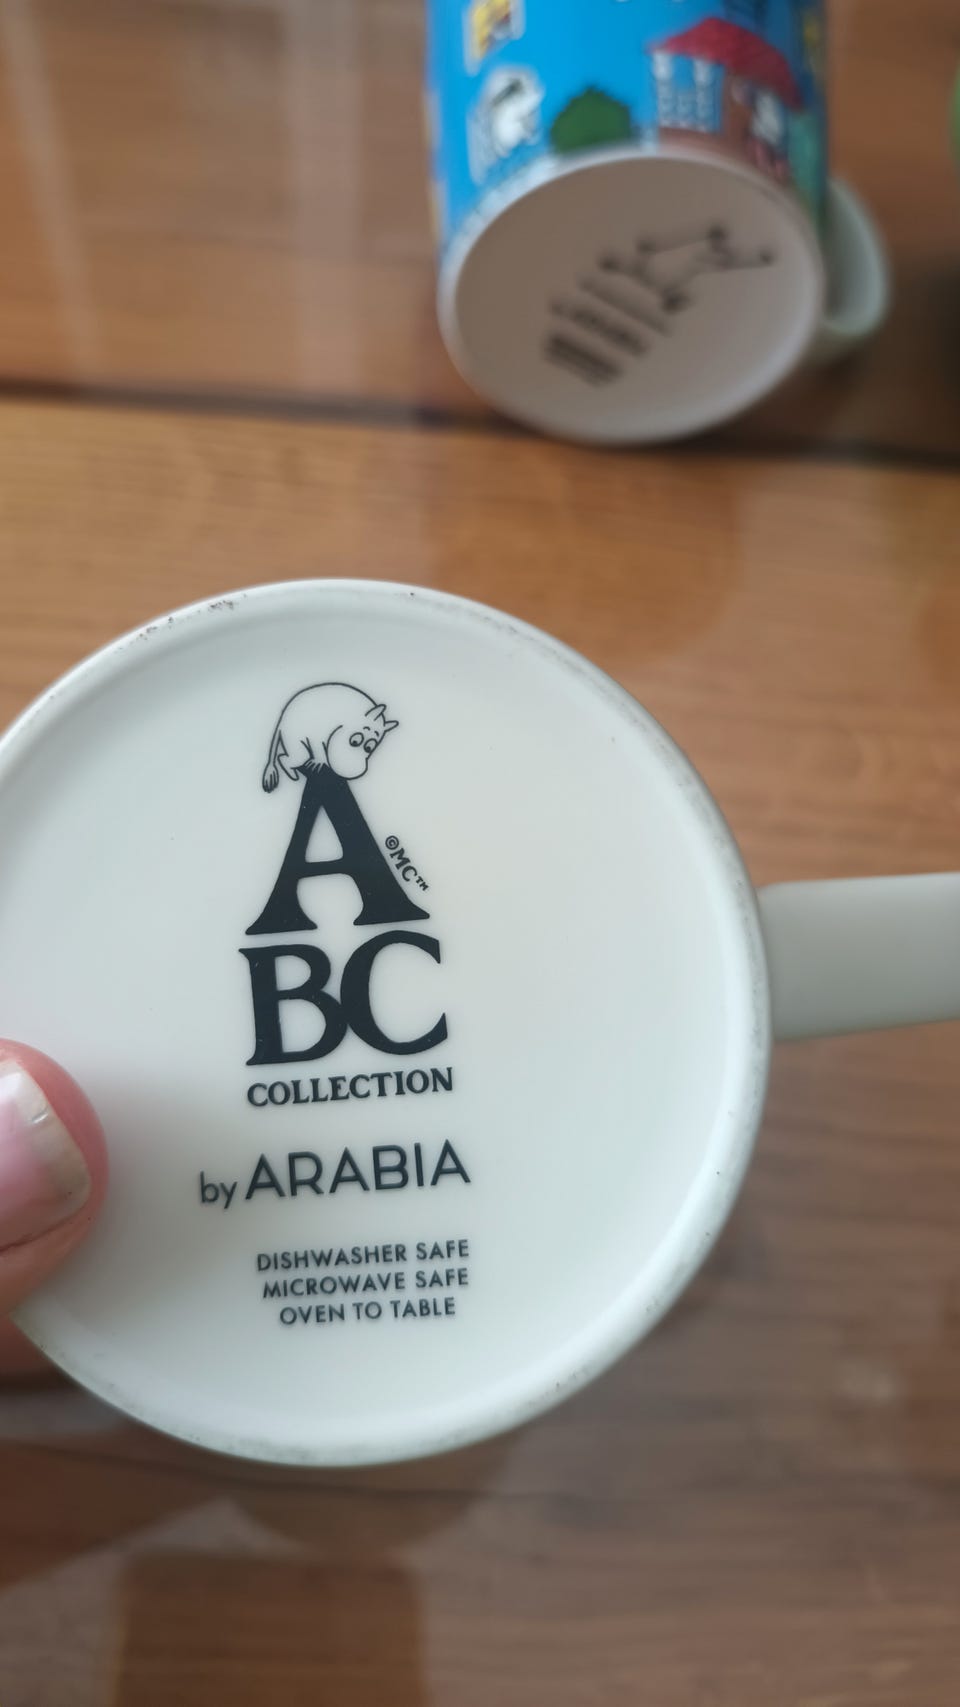 A
©MC™
BC
COLLECTION
by ARABIA
DISHWASHER SAFE
MICROWAVE SAFE
OVEN TO TABLE